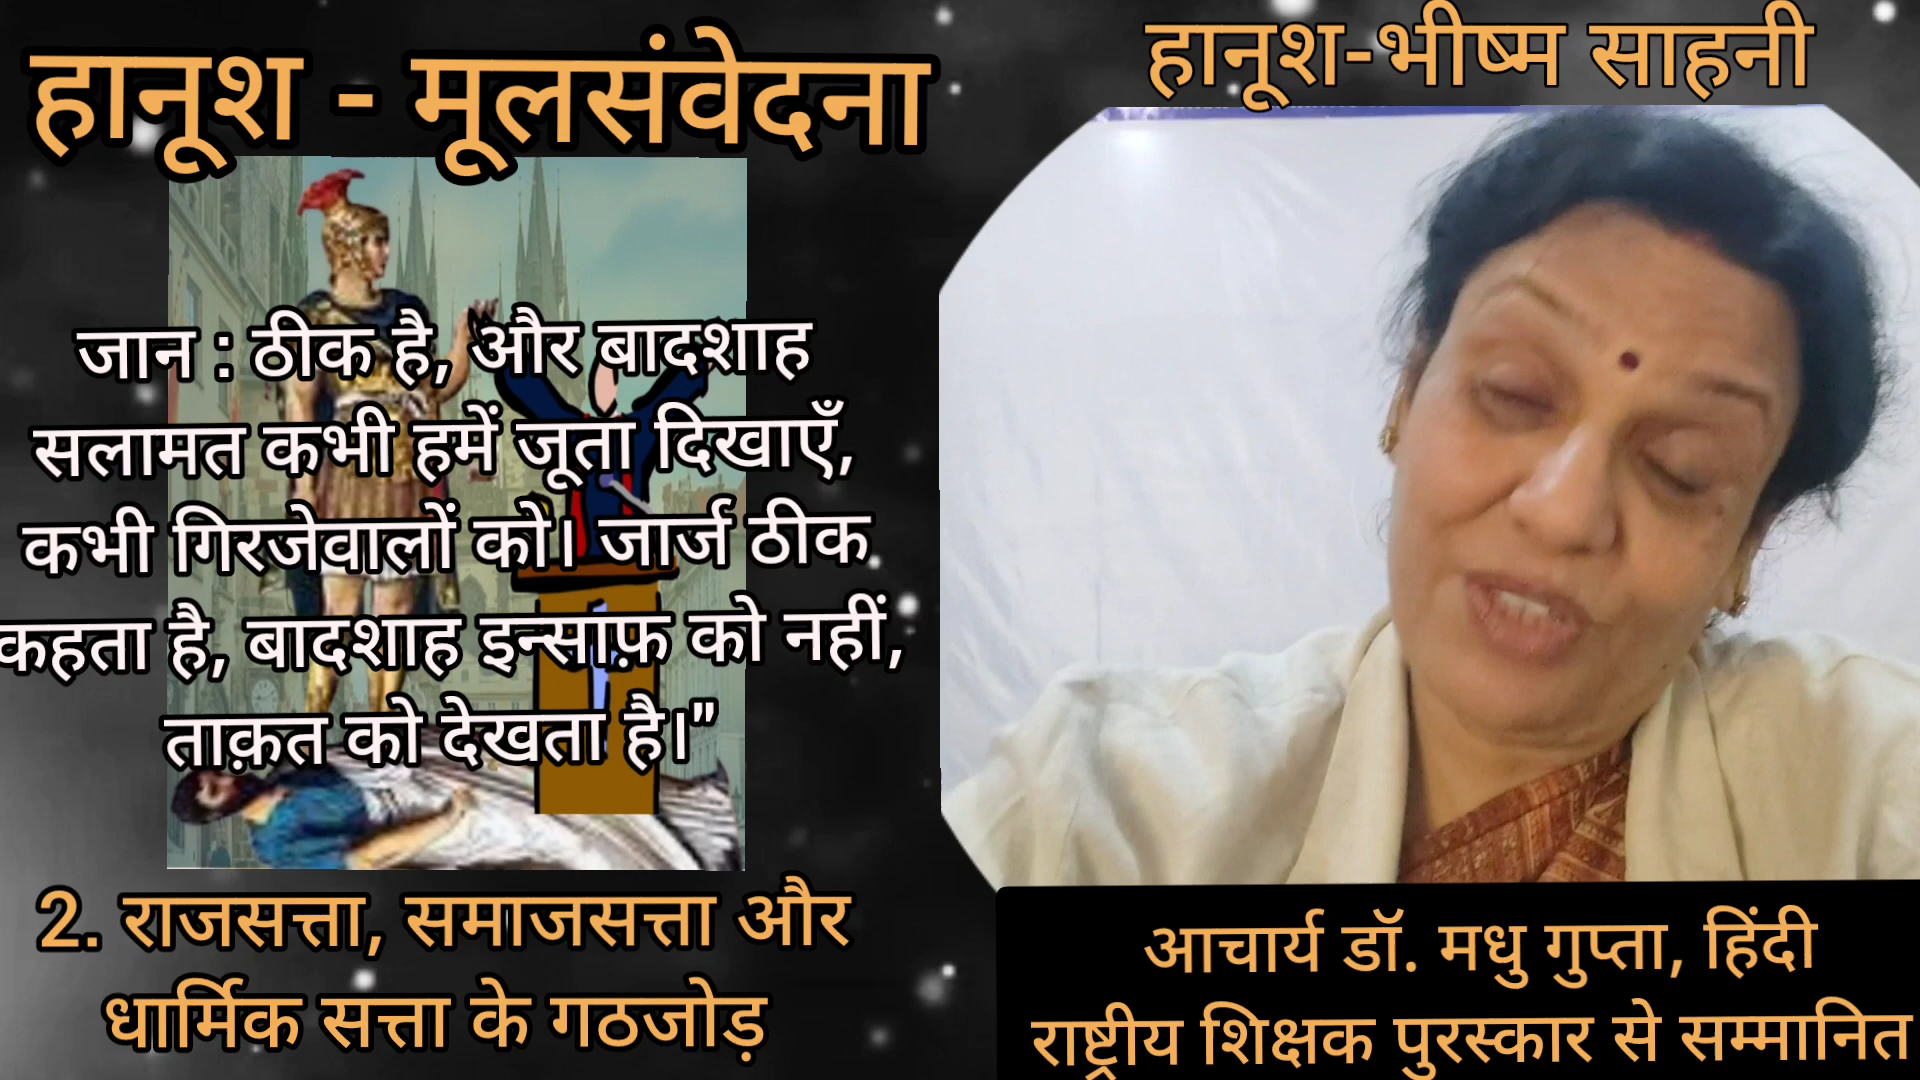 हानूश - मूलसंवेदना
जान : ठीक है, और बादशाह
सलामत कभी हमें जूता दिखाएँ,
कभी गिरजेवालों को। जार्ज ठीक
कहता है, बादशाह इन्साफ़ को नहीं,
ताक़त को देखता है।"
2. राजसत्ता, समाजसत्ता और
धार्मिक सत्ता के गठजोड़
हानूश-भीष्म साहनी
आचार्य डॉ. मधु गुप्ता, हिंदी
राष्ट्रीय शिक्षक पुरस्कार से सम्मानित